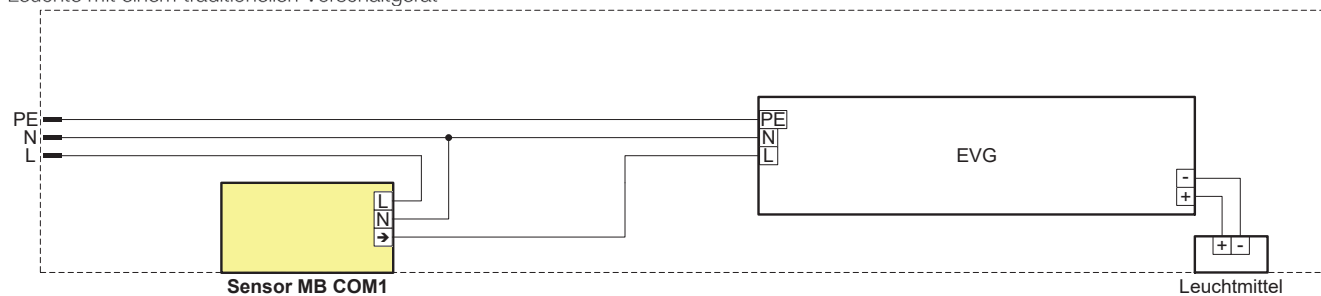 PE
N
L
PE
N
L
EVG
-
+
L
N
➔
+ -
Sensor MB COM1
Leuchtmittel